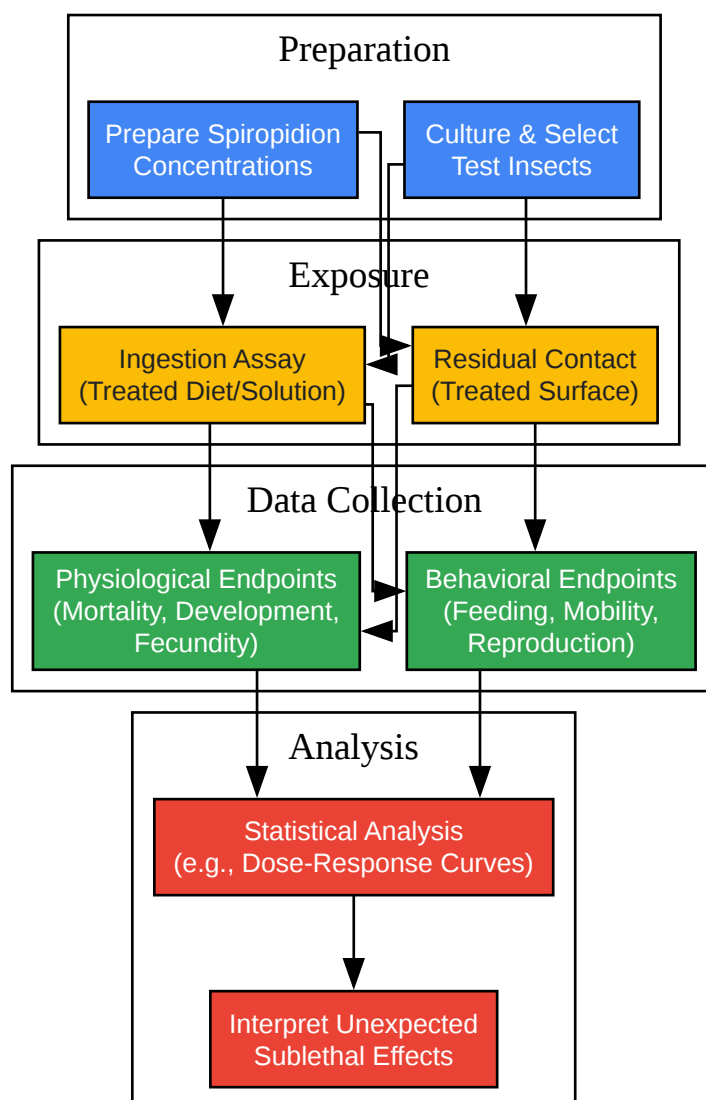 Preparation
Prepare Spiropidion
Concentrations
Culture & Select
Test Insects
Exposure
Ingestion Assay
(Treated Diet/Solution)
Residual Contact
(Treated Surface)
Data Collection
Physiological Endpoints
(Mortality, Development,
Fecundity)
Behavioral Endpoints
(Feeding, Mobility,
Reproduction)
Analysis
Statistical Analysis
(e.g., Dose-Response Curves)
Interpret Unexpected
Sublethal Effects